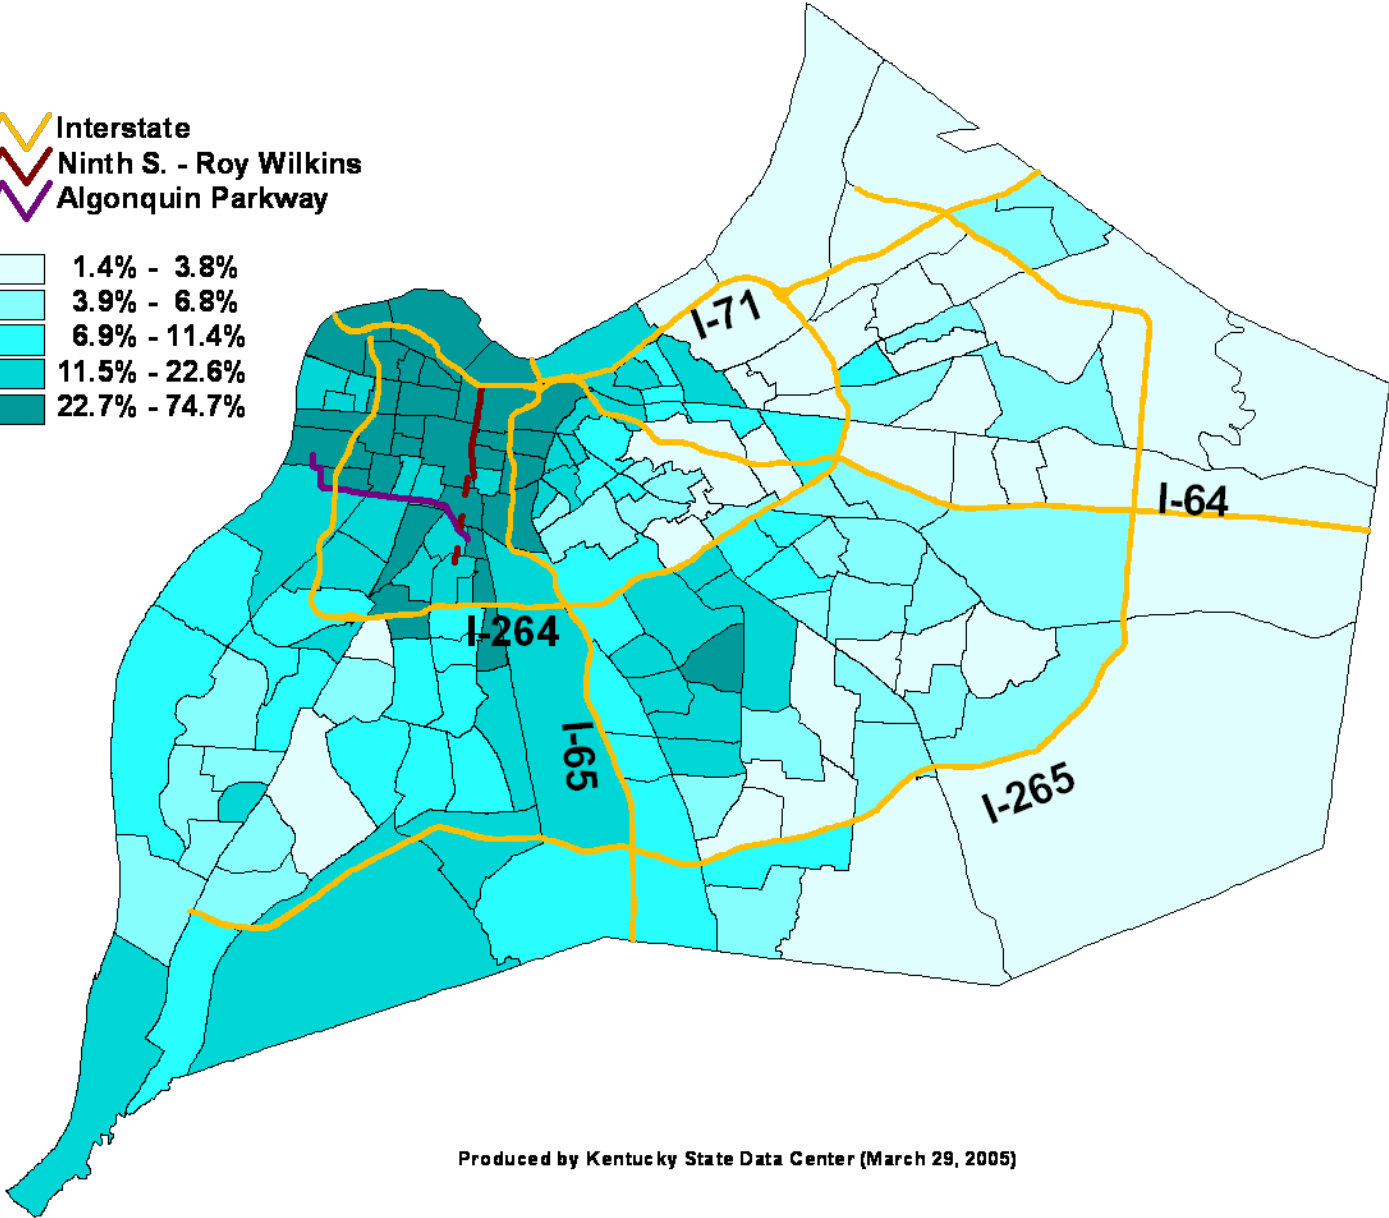 Interstate
Ninth S. - Roy Wilkins
Algonquin Parkway
1.4% - 3.8%
3.9% - 6.8%
6.9% - 11.4%
11.5% - 22.6%
22.7% - 74.7%
I-71
I-64
I-264
I-65
I-265
Produced by Kentucky State Data Center (March 29, 2005)